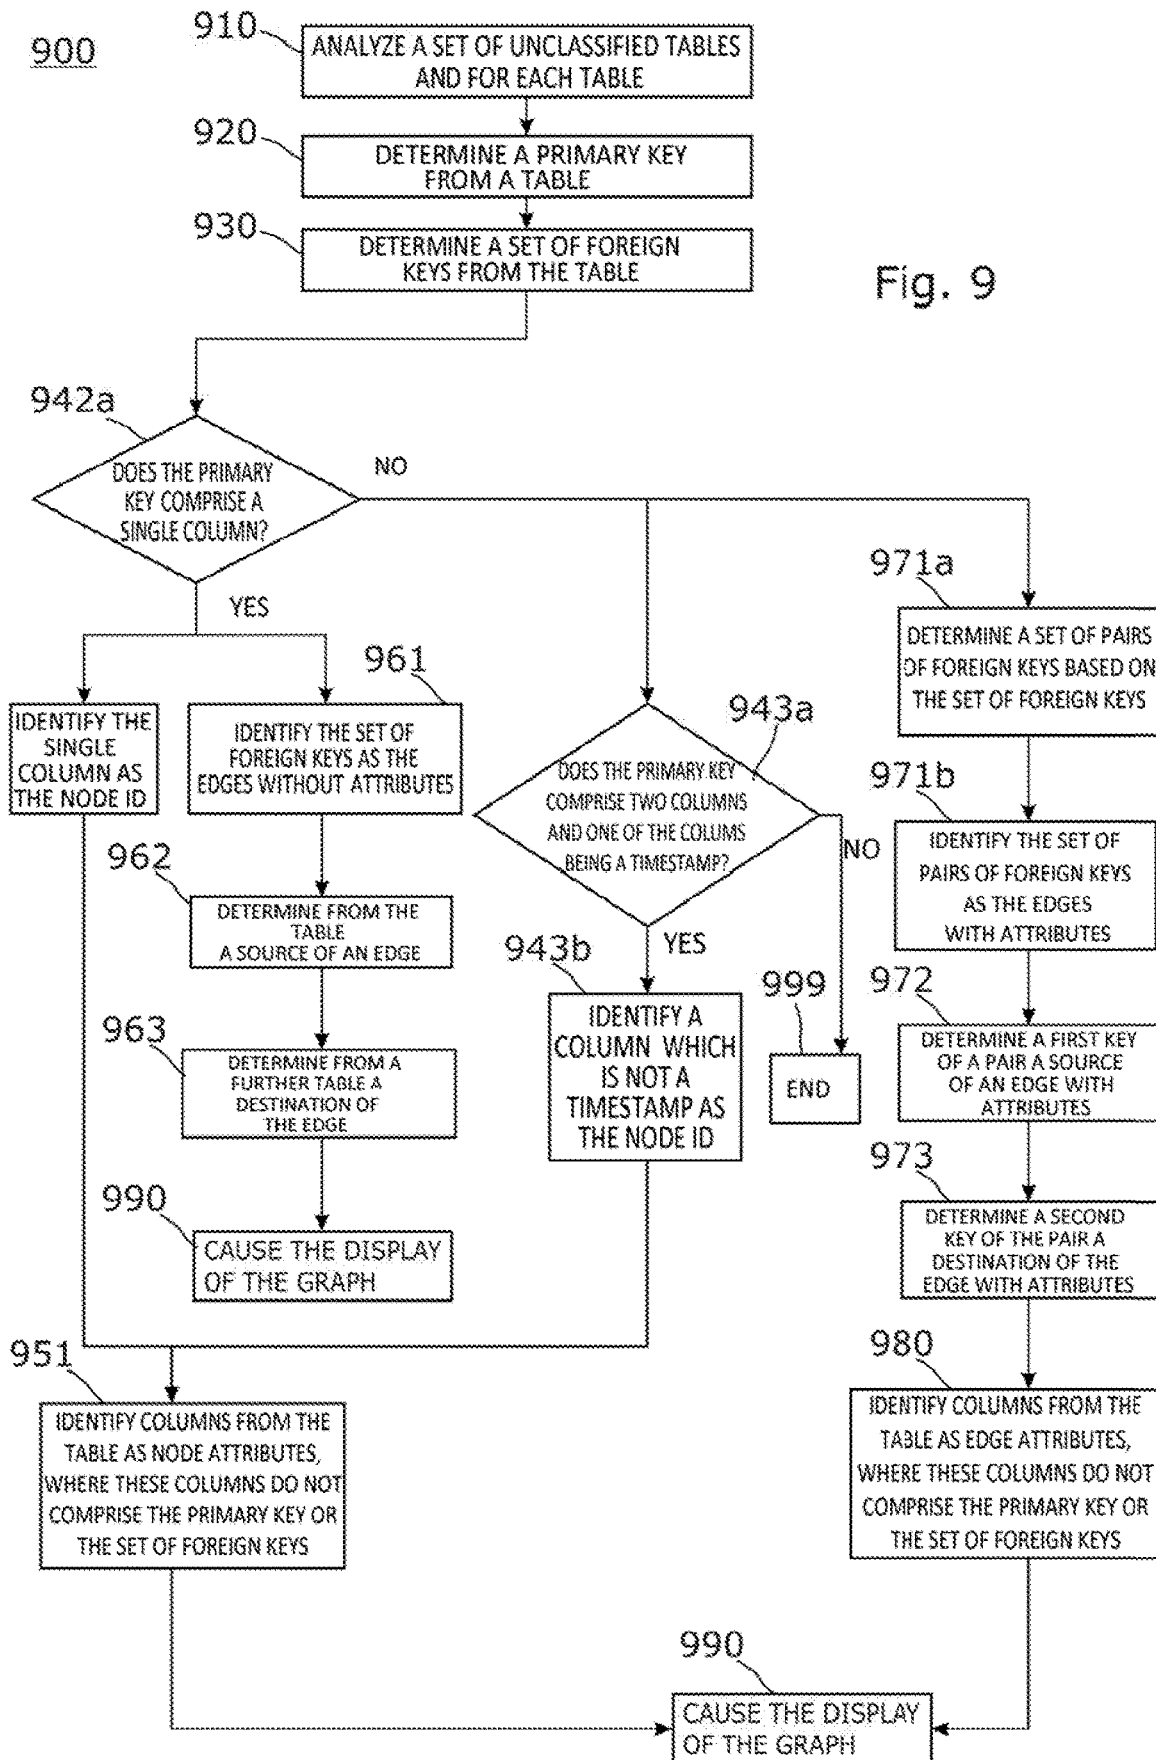 900
910
ANALYZE A SET OF UNCLASSIFIED TABLES
AND FOR EACH TABLE
920
DETERMINE A PRIMARY KEY
FROM A TABLE
930
DETERMINE A SET OF FOREIGN
KEYS FROM THE TABLE
Fig. 9
942a
DOES THE PRIMARY
KEY COMPRISE A
SINGLE COLUMN?
NO
YES
IDENTIFY THE
SINGLE
COLUMN AS
THE NODE ID
961
IDENTIFY THE SET OF
FOREIGN KEYS AS THE
EDGES WITHOUT ATTRIBUTES
962
DETERMINE FROM THE
TABLE
A SOURCE OF AN EDGE
963
DETERMINE FROM A
FURTHER TABLE A
DESTINATION OF
THE EDGE
990
CAUSE THE DISPLAY
OF THE GRAPH
943a
DOES THE PRIMARY KEY
COMPRISE TWO COLUMNS
AND ONE OF THE COLUMS
BEING A TIMESTAMP?
NO
YES
943b
IDENTIFY A
COLUMN WHICH
IS NOT A
TIMESTAMP AS
THE NODE ID
999
END
971a
DETERMINE A SET OF PAIRS
OF FOREIGN KEYS BASED ON
THE SET OF FOREIGN KEYS
971b
IDENTIFY THE SET OF
PAIRS OF FOREIGN KEYS
AS THE EDGES
WITH ATTRIBUTES
972
DETERMINE A FIRST KEY
OF A PAIR A SOURCE
OF AN EDGE WITH
ATTRIBUTES
973
DETERMINE A SECOND
KEY OF THE PAIR A
DESTINATION OF THE
EDGE WITH ATTRIBUTES
951
IDENTIFY COLUMNS FROM THE
TABLE AS NODE ATTRIBUTES,
WHERE THESE COLUMNS DO NOT
COMPRISE THE PRIMARY KEY OR
THE SET OF FOREIGN KEYS
980
IDENTIFY COLUMNS FROM THE
TABLE AS EDGE ATTRIBUTES,
WHERE THESE COLUMNS DO NOT
COMPRISE THE PRIMARY KEY OR
THE SET OF FOREIGN KEYS
990
CAUSE THE DISPLAY
OF THE GRAPH